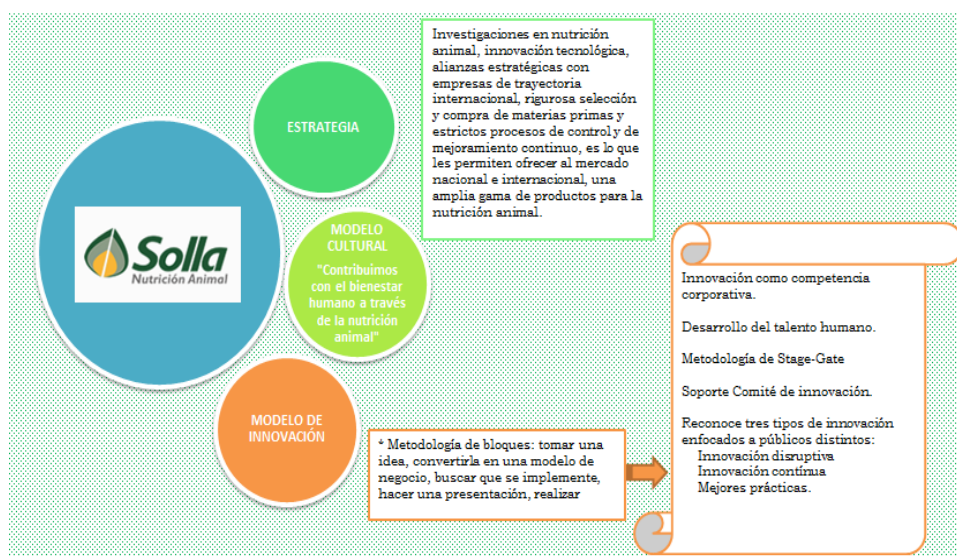 ESTRATEGIA
Investigaciones en nutrición
animal, innovación tecnológica,
alianzas estratégicas con
empresas de trayectoria
internacional, rigurosa selección
y compra de materias primas y
estrictos procesos de control y de
mejoramiento continuo, es lo que
les permiten ofrecer al mercado
nacional e internacional, una
amplia gama de productos para la
nutrición animal.
Solla
Nutrición Animal
MODELO
CULTURAL
"Contribuimos
con el bienestar
humano a través
de la nutrición
animal"
MODELO DE
INNOVACIÓN
* Metodología de bloques: tomar una
idea, convertirla en una modelo de
negocio, buscar que se implemente,
hacer una presentación, realizar
Innovación como competencia
corporativa.
Desarrollo del talento humano.
Metodología de Stage-Gate
Soporte Comité de innovación.
Reconoce tres tipos de innovación
enfocados a públicos distintos:
Innovación disruptiva
Innovación contínua
Mejores prácticas.